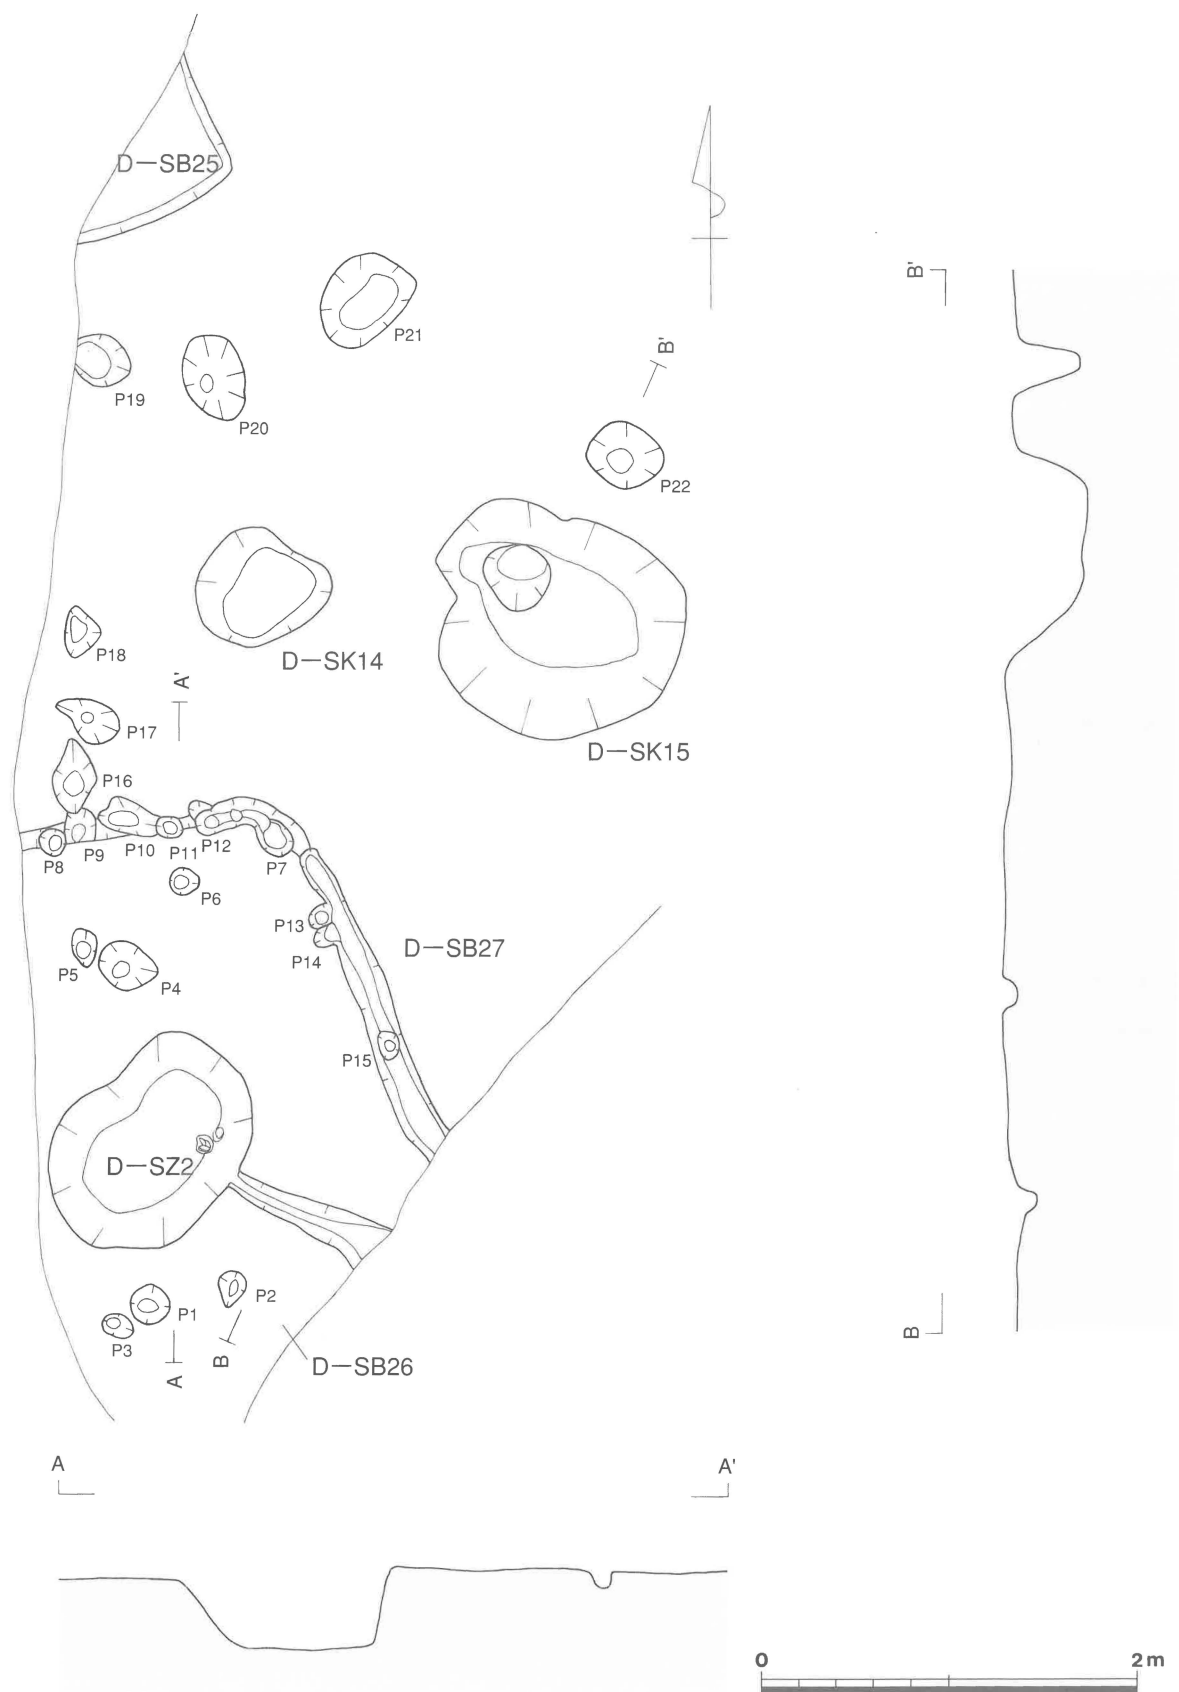 D-SB25
B'
P21
B'
P19
P20
P22
P18
D-SK14
A'
P17
D-SK15
P16
P8
P9
P10
P11
P12
P7
P6
P13
D-SB27
P14
P5
P4
P15
D-SZ2
P2
P1
P3
B
B
D-SB26
A
A
A'
0
2m